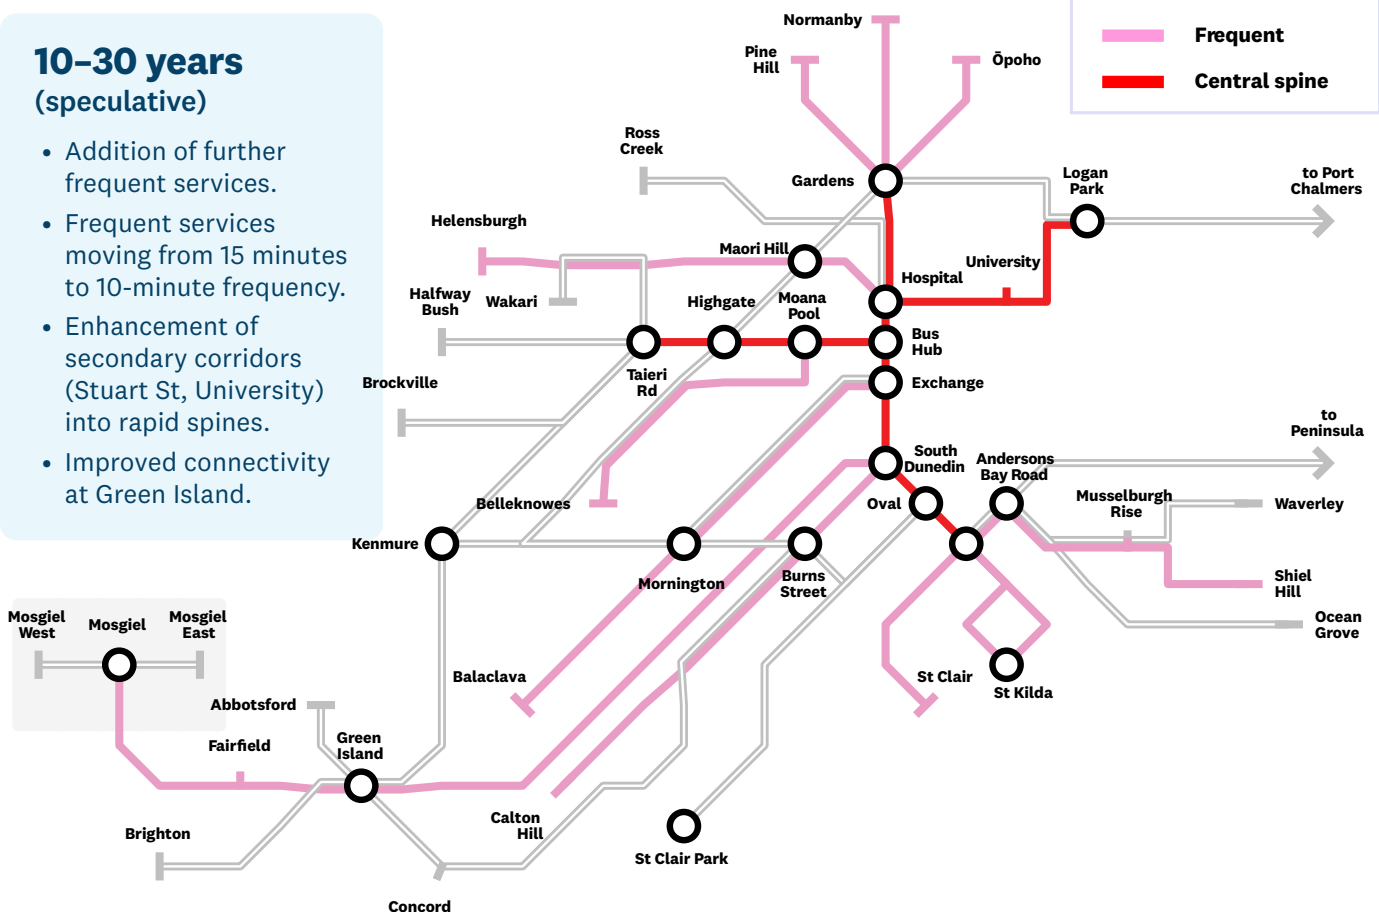 10–30 years
(speculative)
• Addition of further
frequent services.
• Frequent services
moving from 15 minutes
to 10-minute frequency.
• Enhancement of
secondary corridors
(Stuart St, University)
into rapid spines.
• Improved connectivity
at Green Island.
Frequent
Central spine
Normanby
Pine
Hill
Ōpoho
Ross
Creek
Gardens
Logan
Park
to Port
Chalmers
Helensburgh
Maori Hill
University
Hospital
Halfway
Bush
Wakari
Highgate
Moana
Pool
Bus
Hub
Taieri
Rd
Exchange
Brockville
to
Peninsula
South
Dunedin
Andersons
Bay Road
Belleknowes
Oval
Musselburgh
Rise
Waverley
Kenmure
Mornington
Burns
Street
Shiel
Hill
Mosgiel
West
Mosgiel
Mosgiel
East
Ocean
Grove
Balaclava
St Clair
St Kilda
Abbotsford
Fairfield
Green
Island
Calton
Hill
Brighton
St Clair Park
Concord